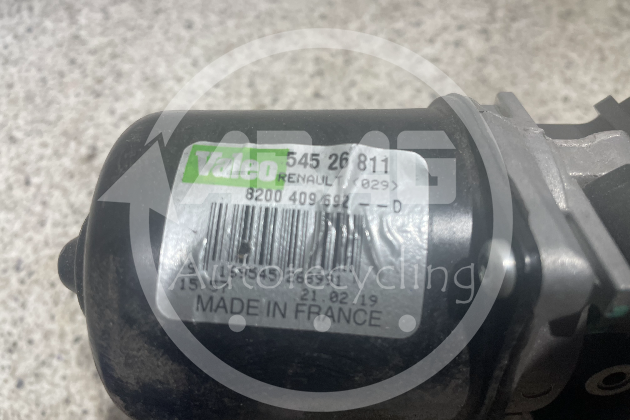 Valeo 545 26 811
RENAULT <029>
8200 409 692 --D
21.02.19
MADE IN FRANCE
Autorecycling